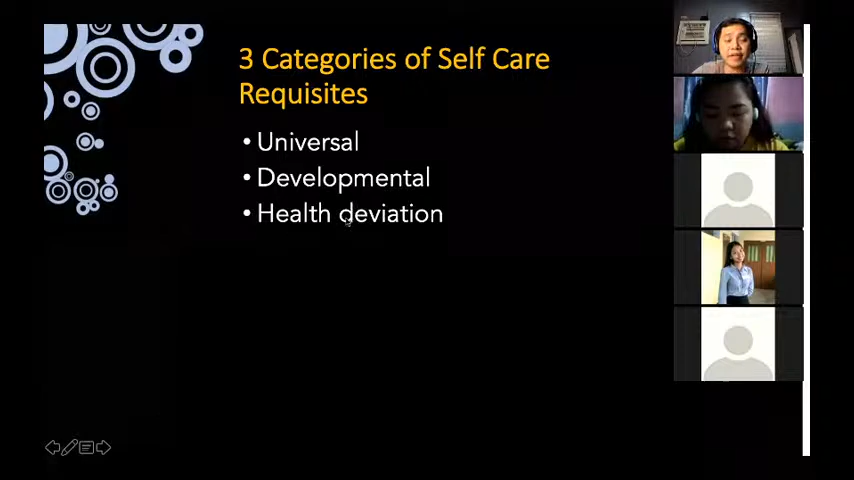 3 Categories of Self Care
Requisites
• Universal
• Developmental
• Health deviation